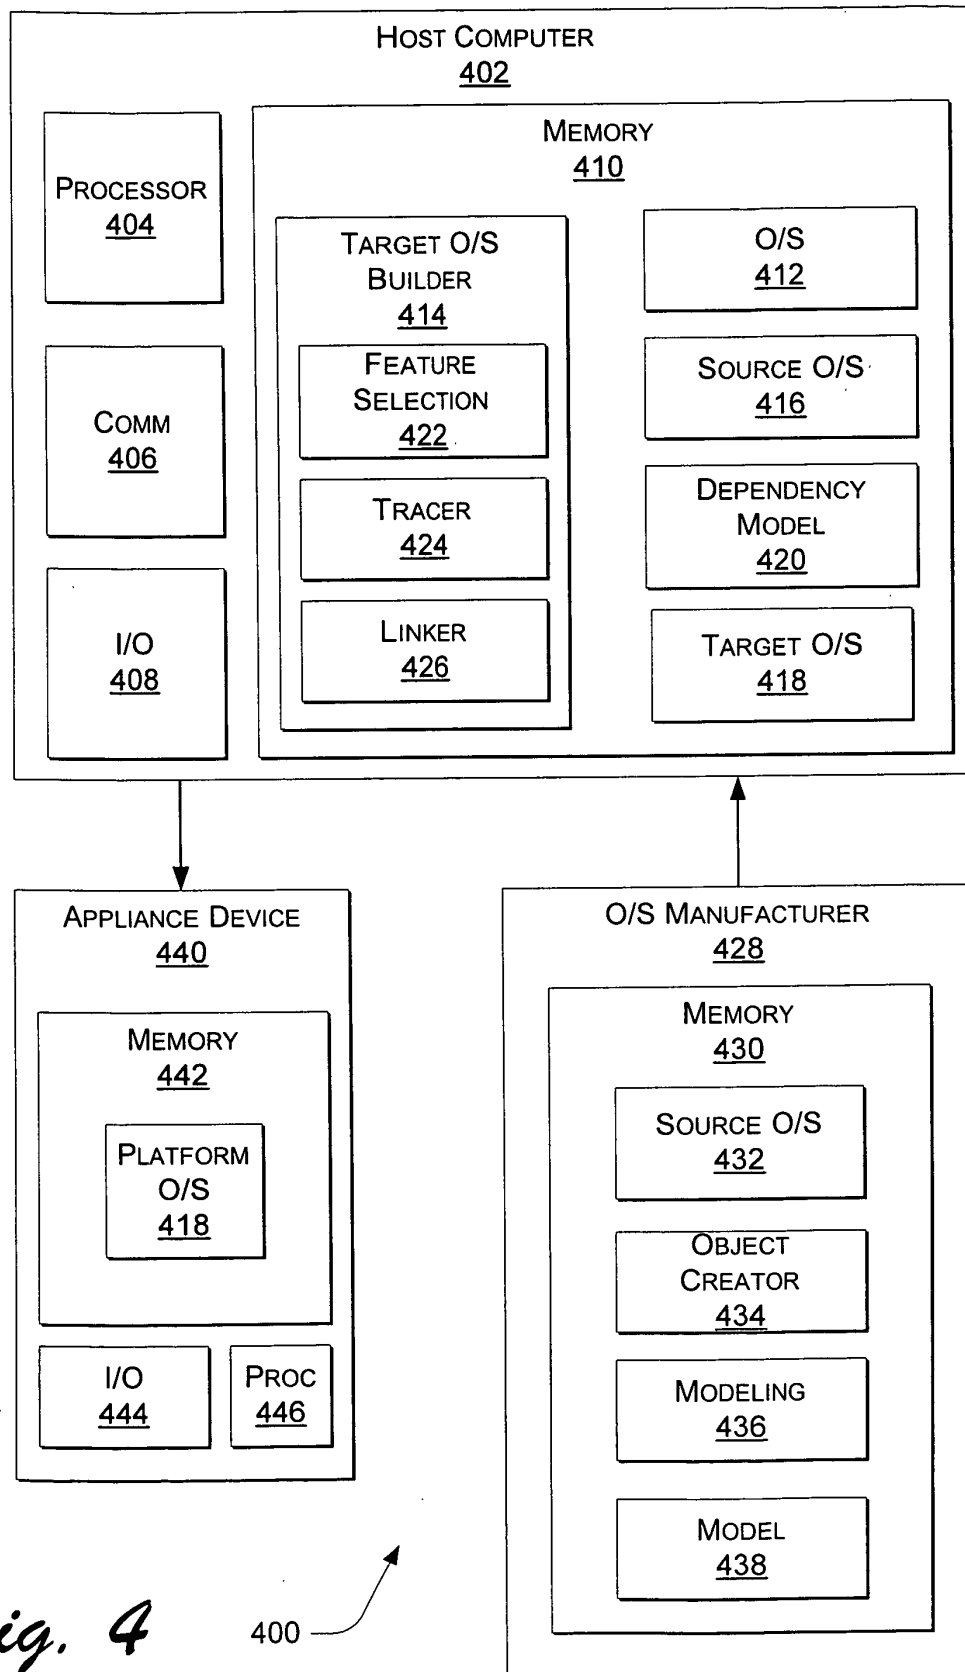 HOST COMPUTER
402
PROCESSOR
404
COMM
406
I/O
408
MEMORY
410
TARGET O/S
BUILDER
414
FEATURE
SELECTION
422
TRACER
424
LINKER
426
O/S
412
SOURCE O/S
416
DEPENDENCY
MODEL
420
TARGET O/S
418
APPLIANCE DEVICE
440
MEMORY
442
PLATFORM
O/S
418
I/O
444
PROC
446
O/S MANUFACTURER
428
MEMORY
430
SOURCE O/S
432
OBJECT
CREATOR
434
MODELING
436
MODEL
438
ig. 4
400